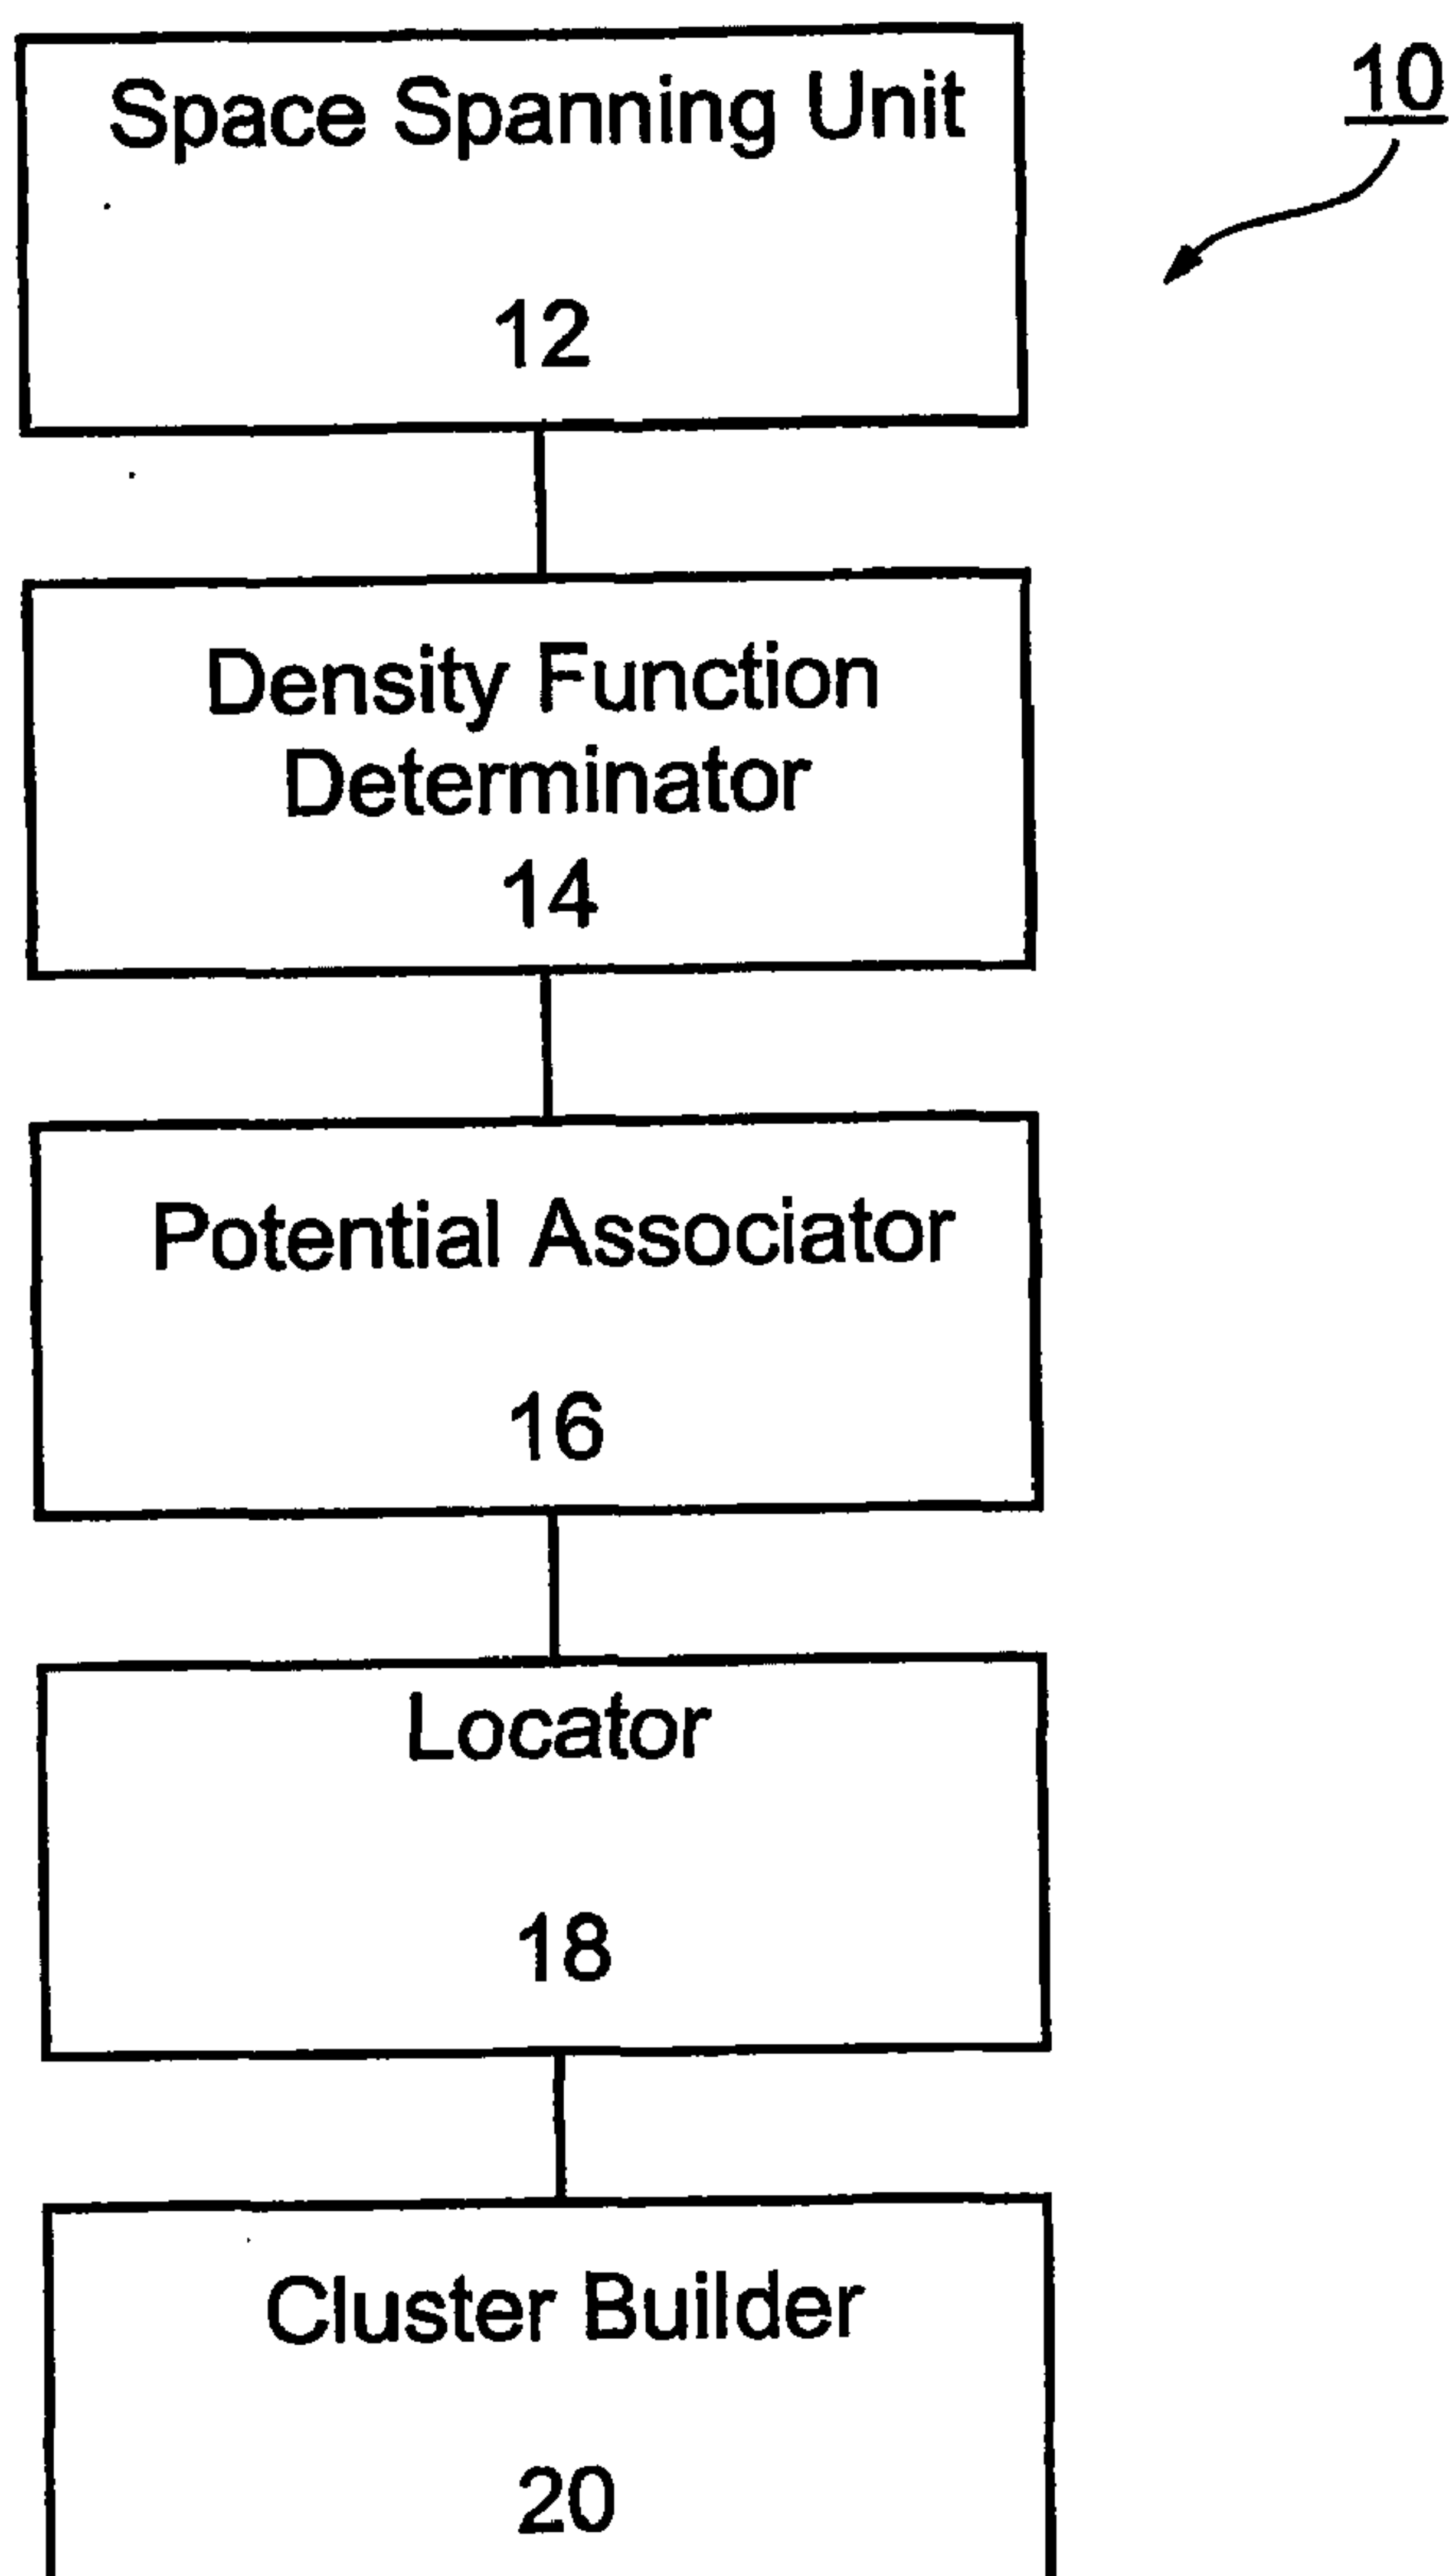 10
Space Spanning Unit
12
Density Function
Determinator
14
Potential Associator
16
Locator
18
Cluster Builder
20